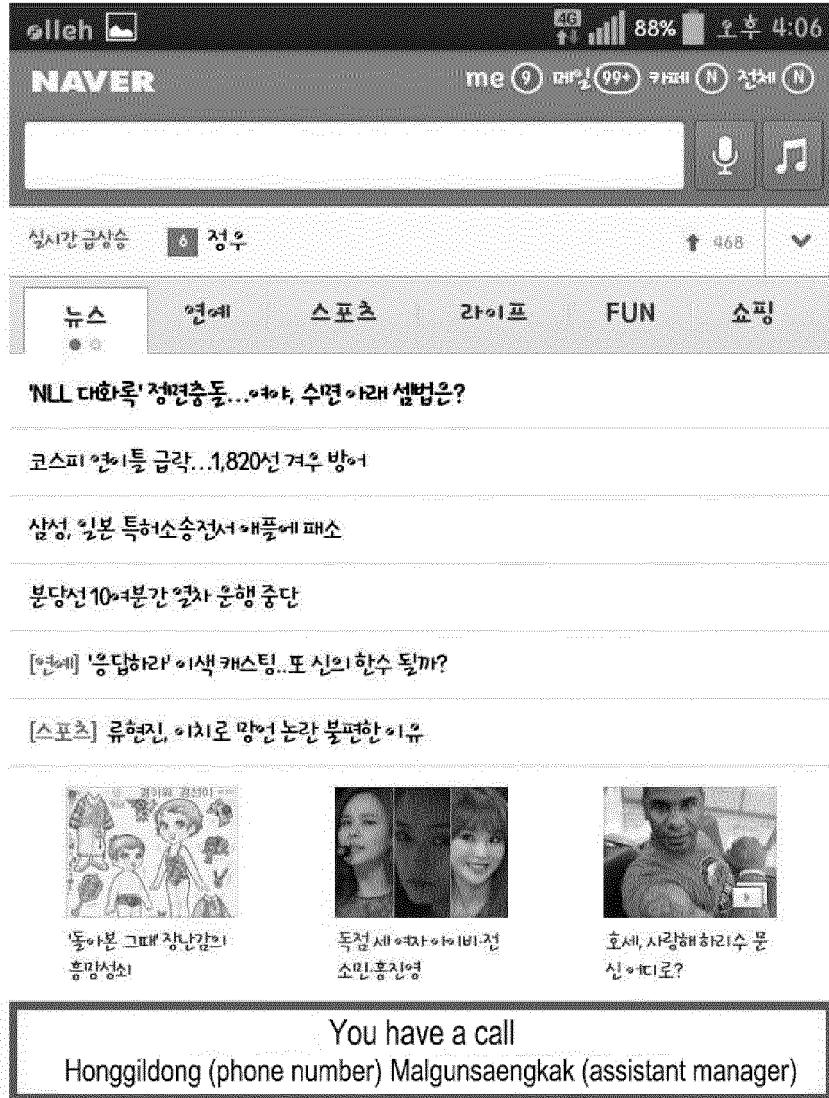 olleh 4G 88% 오후 4:06
NAVER me 9 메일 99+ 카페 N 전체 N
실시간 급상승 6 정우 468
뉴스 연예 스포츠 라이프 FUN 쇼핑
'NLL 대화록' 정면충돌...여야, 수면 아래 셈법은?
코스피 연이틀 급락...1,820선 겨우 방어
삼성, 일본 특허소송전서 애플에 패소
분당선 10여분간 열차 운행 중단
[연예] '응답하라' 이색 캐스팅..또 신의 한수 될까?
[스포츠] 류현진, 이치로 망언 논란 불편한 이유
'돌아본 그때' 장난감의
흥망성쇠
독점 세 여자 아이비·전
소민·홍진영
호세, 사랑해 하리수 문
신 어디로?
You have a call
Honggildong (phone number) Malgunsaengkak (assistant manager)